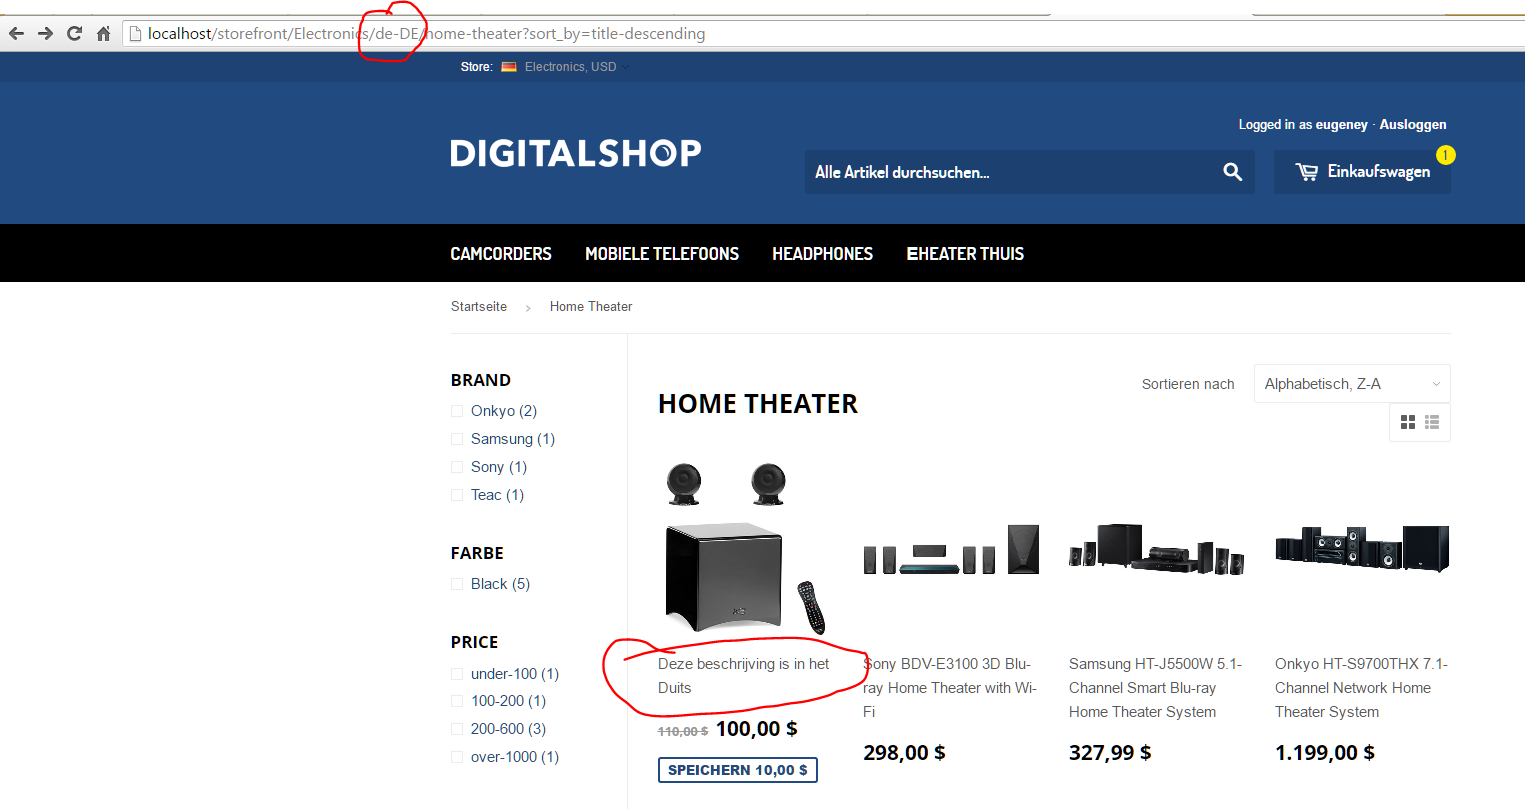 localhost/storefront/Electronics/de-DE/home-theater?sort_by=title-descending
Store: Electronics, USD
Logged in as eugeney · Ausloggen
DIGITALSHOP
Alle Artikel durchsuchen...
Einkaufswagen
1
CAMCORDERS MOBIELE TELEFOONS HEADPHONES EHEATER THUIS
Startseite › Home Theater
BRAND
Onkyo (2)
Samsung (1)
Sony (1)
Teac (1)
FARBE
Black (5)
PRICE
under-100 (1)
100-200 (1)
200-600 (3)
over-1000 (1)
HOME THEATER
Sortieren nach
Alphabetisch, Z-A
Deze beschrijving is in het
Duits
110,00 $ 100,00 $
SPEICHERN 10,00 $
Sony BDV-E3100 3D Blu-
ray Home Theater with Wi-
Fi
298,00 $
Samsung HT-J5500W 5.1-
Channel Smart Blu-ray
Home Theater System
327,99 $
Onkyo HT-S9700THX 7.1-
Channel Network Home
Theater System
1.199,00 $